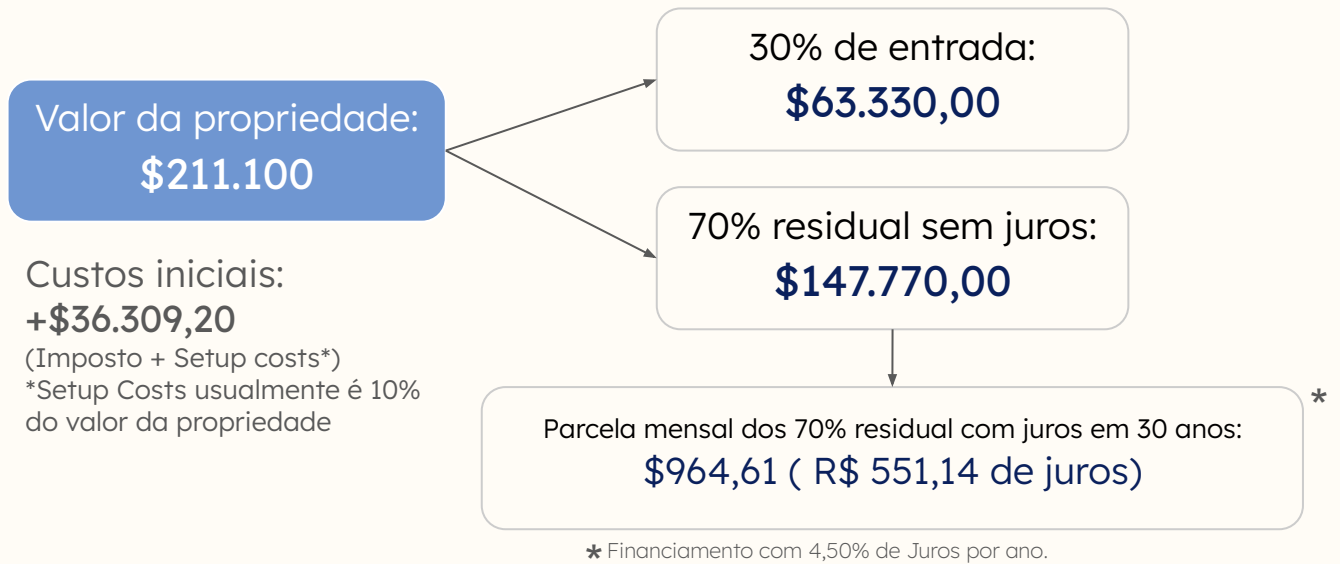 Valor da propriedade:
$211.100
30% de entrada:
$63.330,00
70% residual sem juros:
$147.770,00
Custos iniciais:
+$36.309,20
(Imposto + Setup costs*)
*Setup Costs usualmente é 10%
do valor da propriedade
*
Parcela mensal dos 70% residual com juros em 30 anos:
$964,61 ( R$ 551,14 de juros)
* Financiamento com 4,50% de Juros por ano.